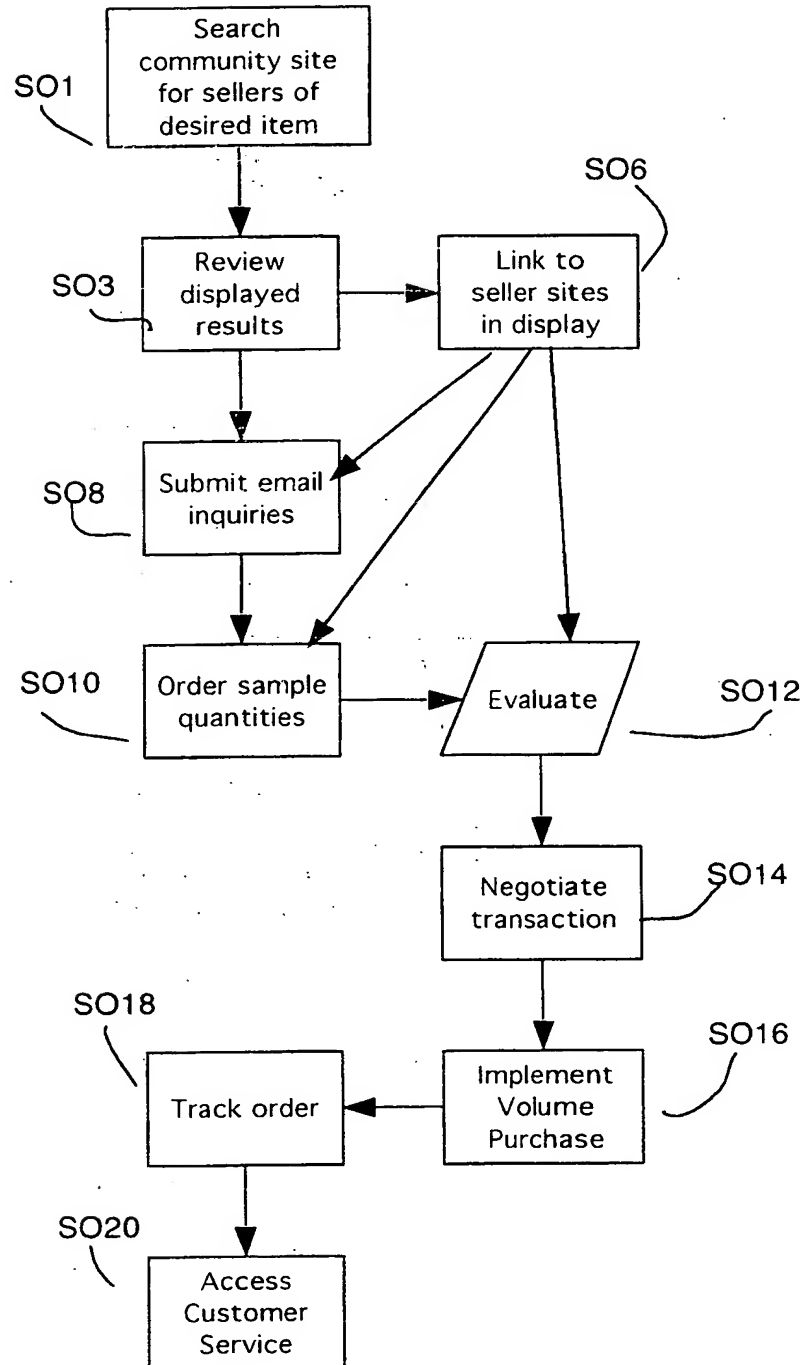 Search
community site
for sellers of
desired item
SO1
SO6
Review
displayed
results
Link to
seller sites
in display
SO3
Submit email
inquiries
SO8
Order sample
quantities
SO10
Evaluate
SO12
Negotiate
transaction
SO14
SO18
SO16
Track order
Implement
Volume
Purchase
SO20
Access
Customer
Service